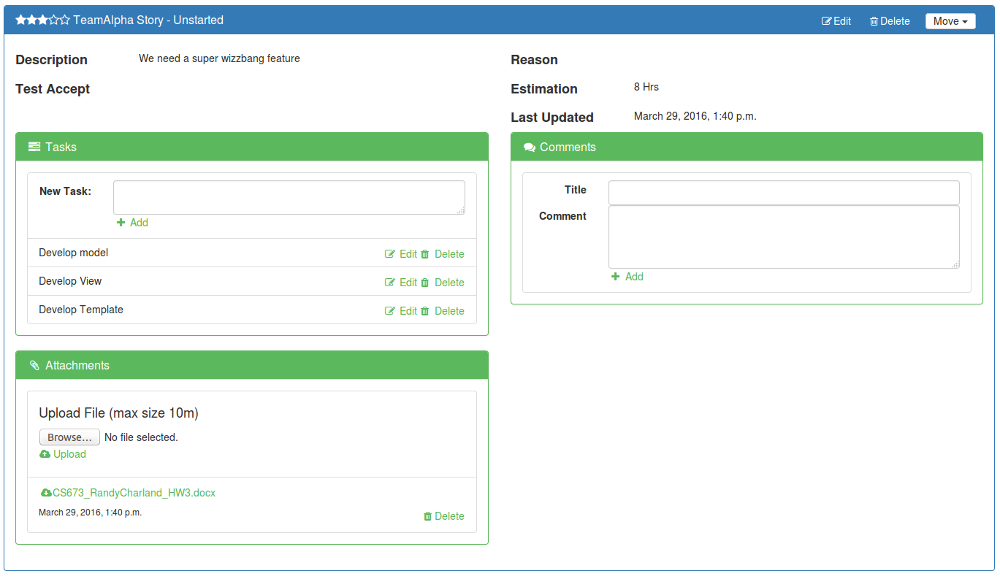 TeamAlpha Story - Unstarted
Edit
Delete
Move
Description We need a super wizzbang feature
Test Accept
Reason
Estimation 8 Hrs
Last Updated March 29, 2016, 1:40 p.m.
Tasks
New Task:
Add
Develop model Edit Delete
Develop View Edit Delete
Develop Template Edit Delete
Comments
Title
Comment
Add
Attachments
Upload File (max size 10m)
Browse... No file selected.
Upload
CS673_RandyCharland_HW3.docx
March 29, 2016, 1:40 p.m.
Delete